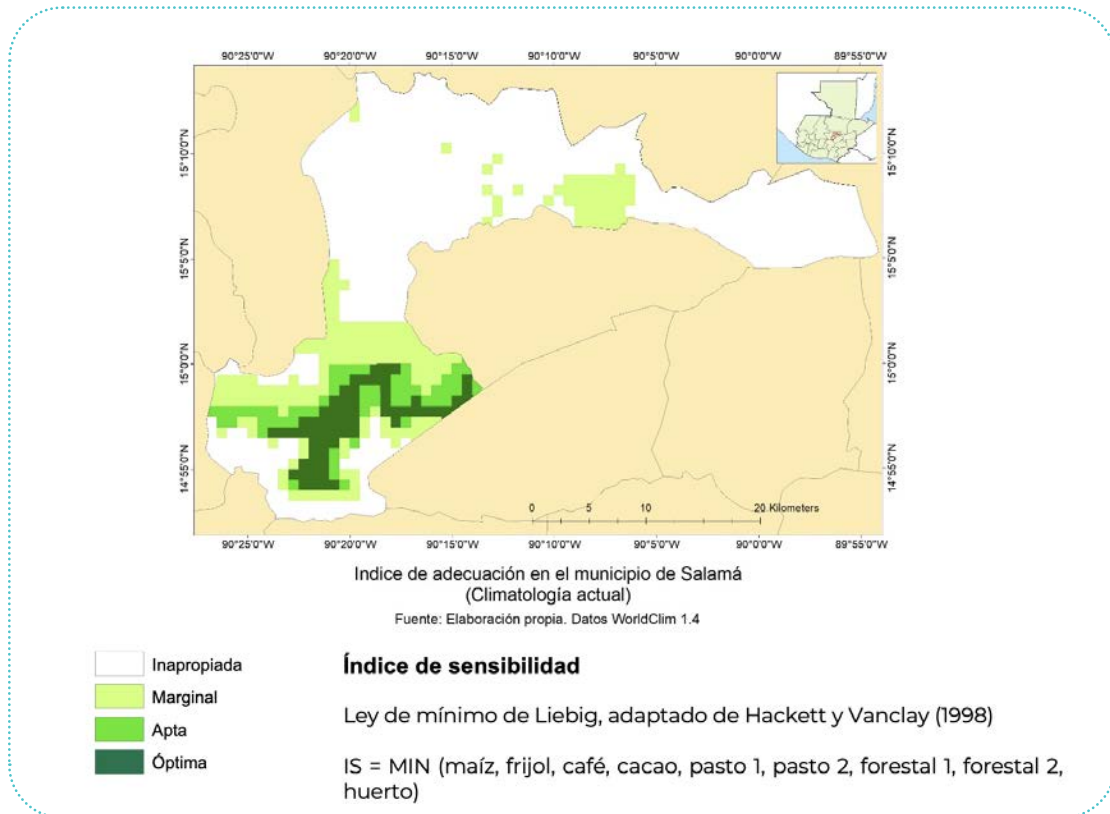 90°25'0"W 90°20'0"W 90°15'0"W 90°10'0"W 90°5'0"W 90°0'0"W 89°55'0"W
15°10'0"N
15°10'0"N
15°5'0"N
15°5'0"N
15°0'0"N
15°0'0"N
14°55'0"N
14°55'0"N
0 5 10 20 Kilometers
90°25'0"W 90°20'0"W 90°15'0"W 90°10'0"W 90°5'0"W 90°0'0"W 89°55'0"W
Indice de adecuación en el municipio de Salamá
(Climatología actual)
Fuente: Elaboración propia. Datos WorldClim 1.4
Inapropiada
Marginal
Apta
Óptima
Índice de sensibilidad
Ley de mínimo de Liebig, adaptado de Hackett y Vanclay (1998)
IS = MIN (maíz, frijol, café, cacao, pasto 1, pasto 2, forestal 1, forestal 2,
huerto)